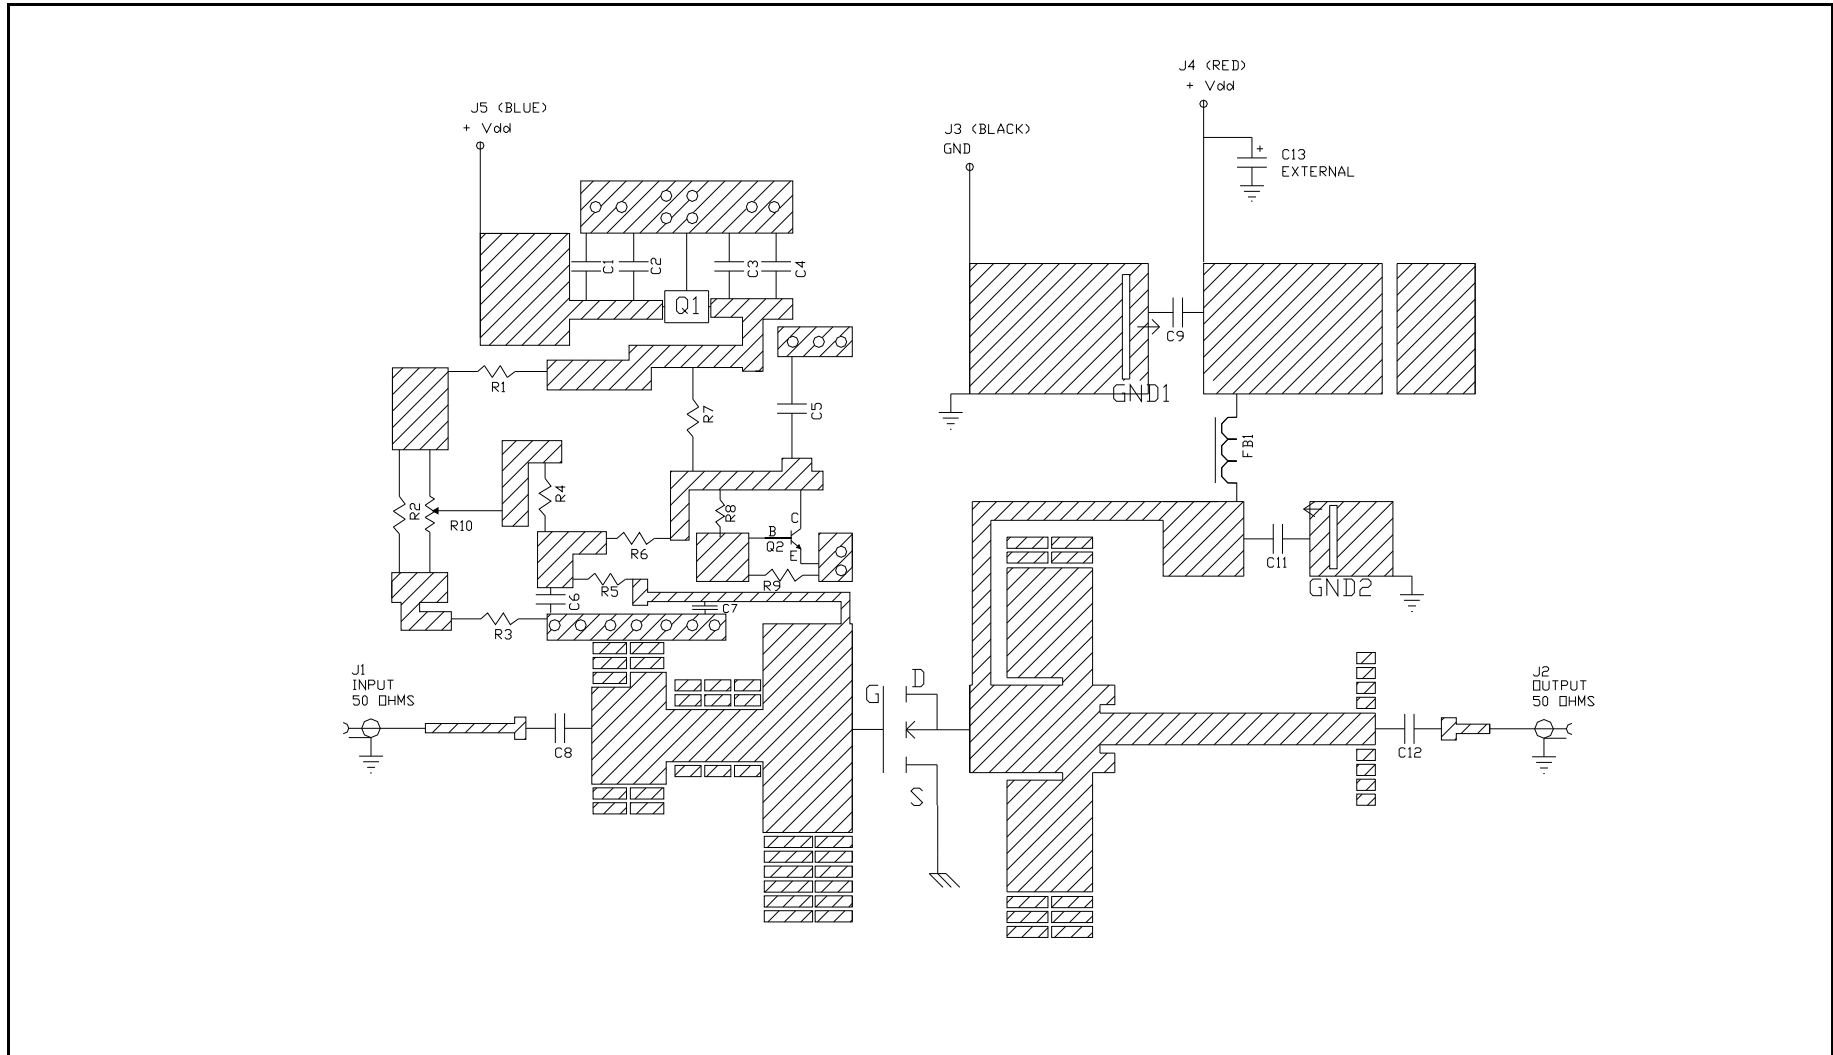 J4 (RED)
+ Vdd
J5 (BLUE)
+ Vdd
J3 (BLACK)
GND
+
C13
EXTERNAL
C1
C2
C3
C4
Q1
C9
GND1
R1
R7
C5
FB1
R2
R10
R4
R8
C
B
Q2
E
R6
R9
C11
GND2
R5
C6
C7
R3
J1
INPUT
50 OHMS
G
D
S
C8
C12
J2
OUTPUT
50 OHMS